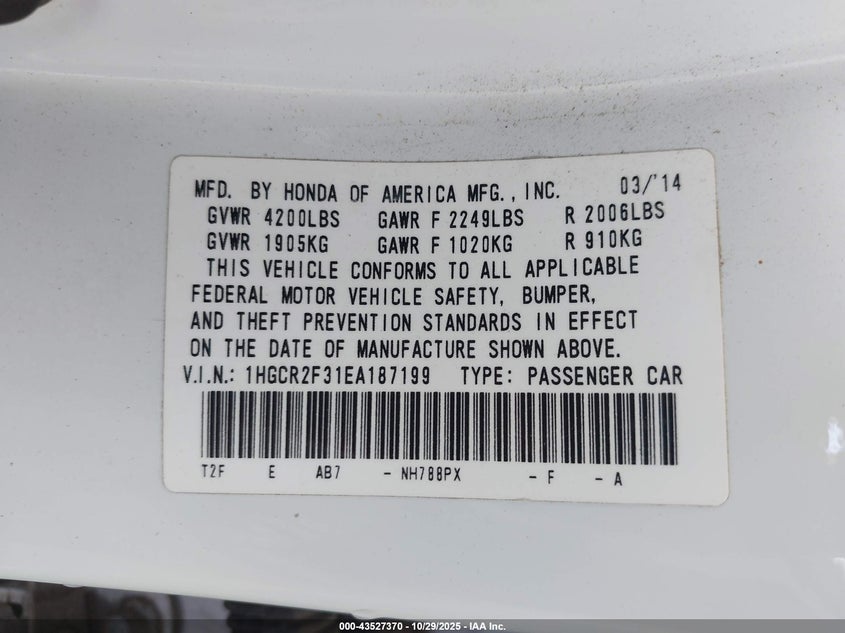 MFD. BY HONDA OF AMERICA MFG., INC. 03/'14
GVWR 4200LBS GAWR F 2249LBS R 2006LBS
GVWR 1905KG GAWR F 1020KG R 910KG
THIS VEHICLE CONFORMS TO ALL APPLICABLE
FEDERAL MOTOR VEHICLE SAFETY, BUMPER,
AND THEFT PREVENTION STANDARDS IN EFFECT
ON THE DATE OF MANUFACTURE SHOWN ABOVE.
V.I.N.: 1HGCR2F31EA187199 TYPE: PASSENGER CAR
T2F E AB7 - NH788PX - F - A
000-43527370 - 10/29/2025 - IAA Inc.